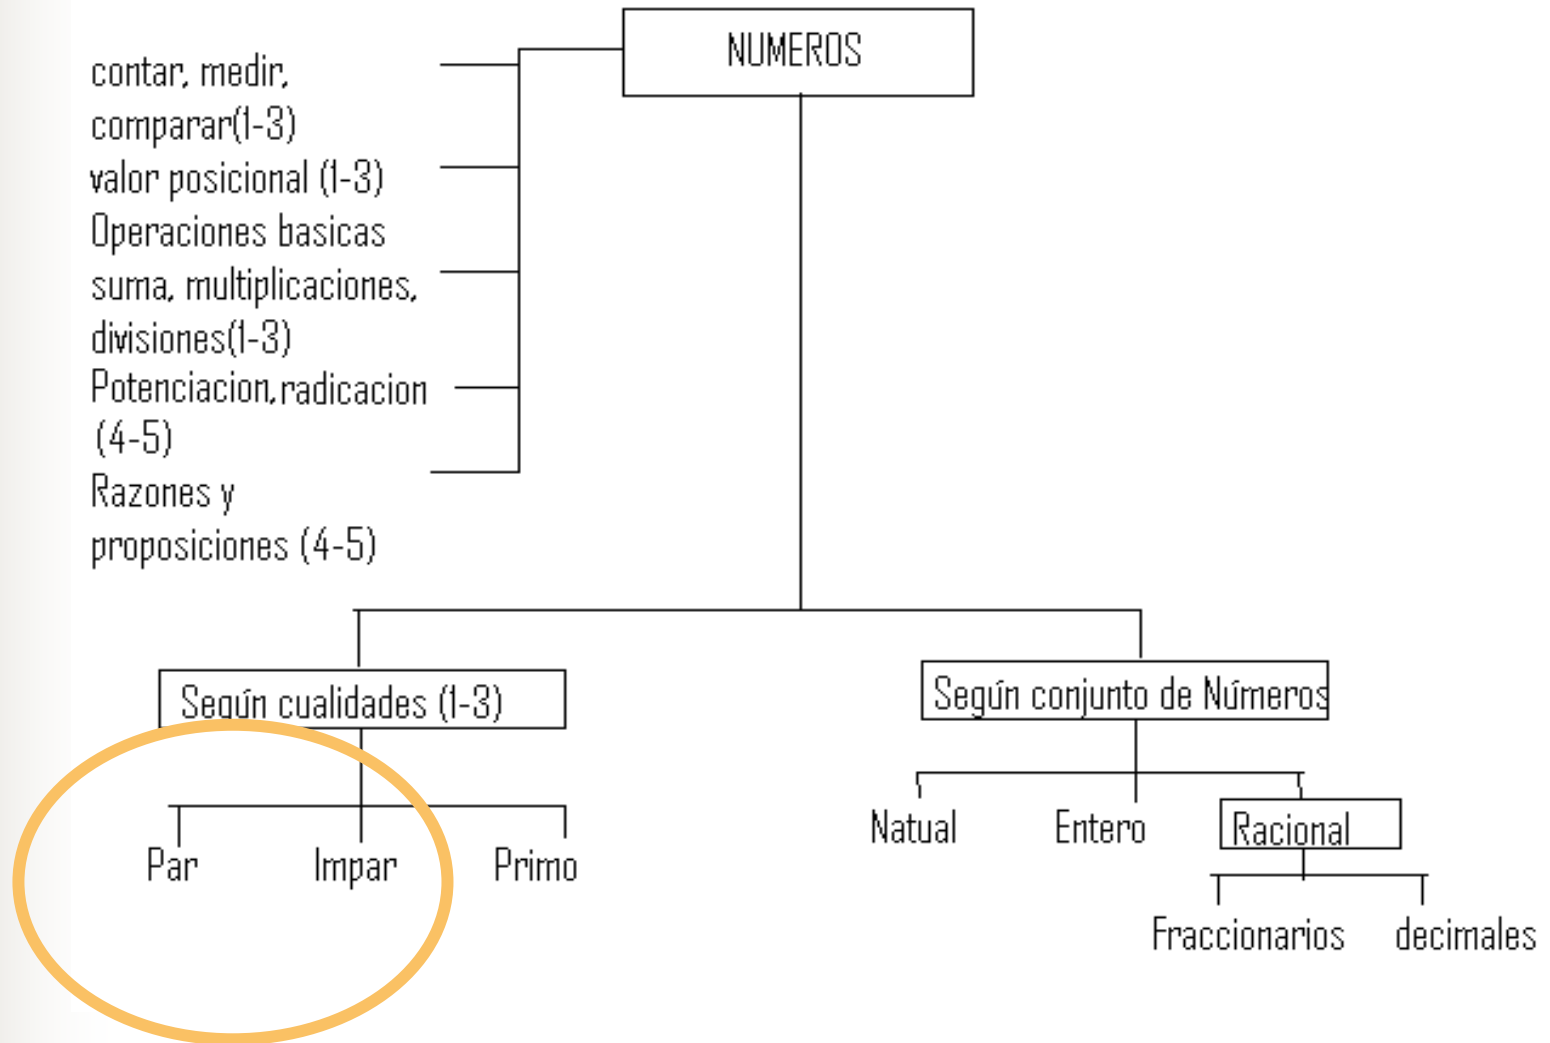 NUMEROS
contar, medir,
comparar(1-3)
valor posicional (1-3)
Operaciones basicas
suma, multiplicaciones,
divisiones(1-3)
Potenciacion,radicacion
(4-5)
Razones y
proposiciones (4-5)
Según cualidades (1-3)
Según conjunto de Números
Par Impar Primo
Natual Entero Racional
Fraccionarios decimales